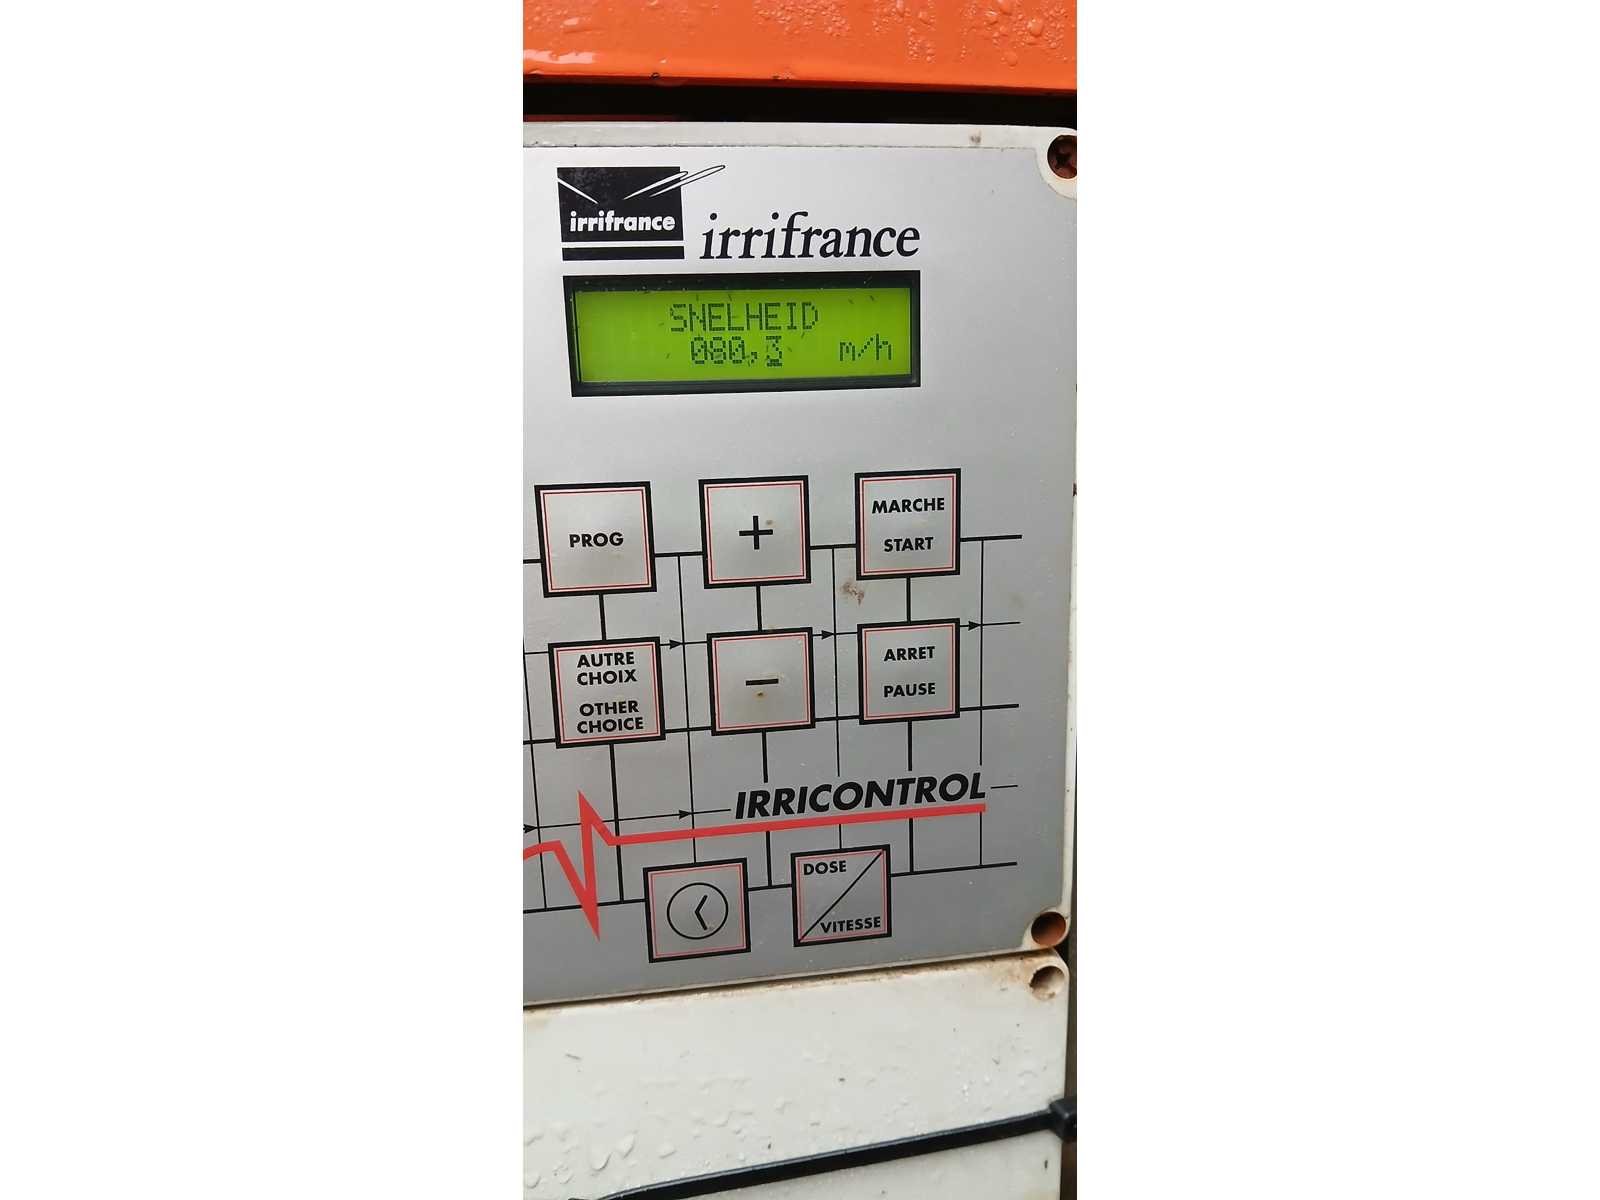 irrifrance
irrifrance
SNELHEID
080,3 m/h
PROG
+
MARCHE
START
AUTRE
CHOIX
OTHER
CHOICE
−
ARRET
PAUSE
IRRICONTROL
DOSE
VITESSE